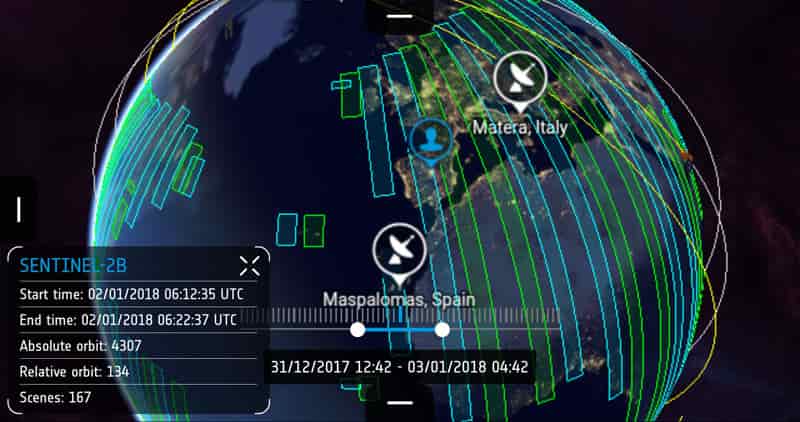 Matera, Italy
Maspalomas, Spain
SENTINEL-2B
Start time: 02/01/2018 06:12:35 UTC
End time: 02/01/2018 06:22:37 UTC
Absolute orbit: 4307
Relative orbit: 134
Scenes: 167
31/12/2017 12:42 - 03/01/2018 04:42